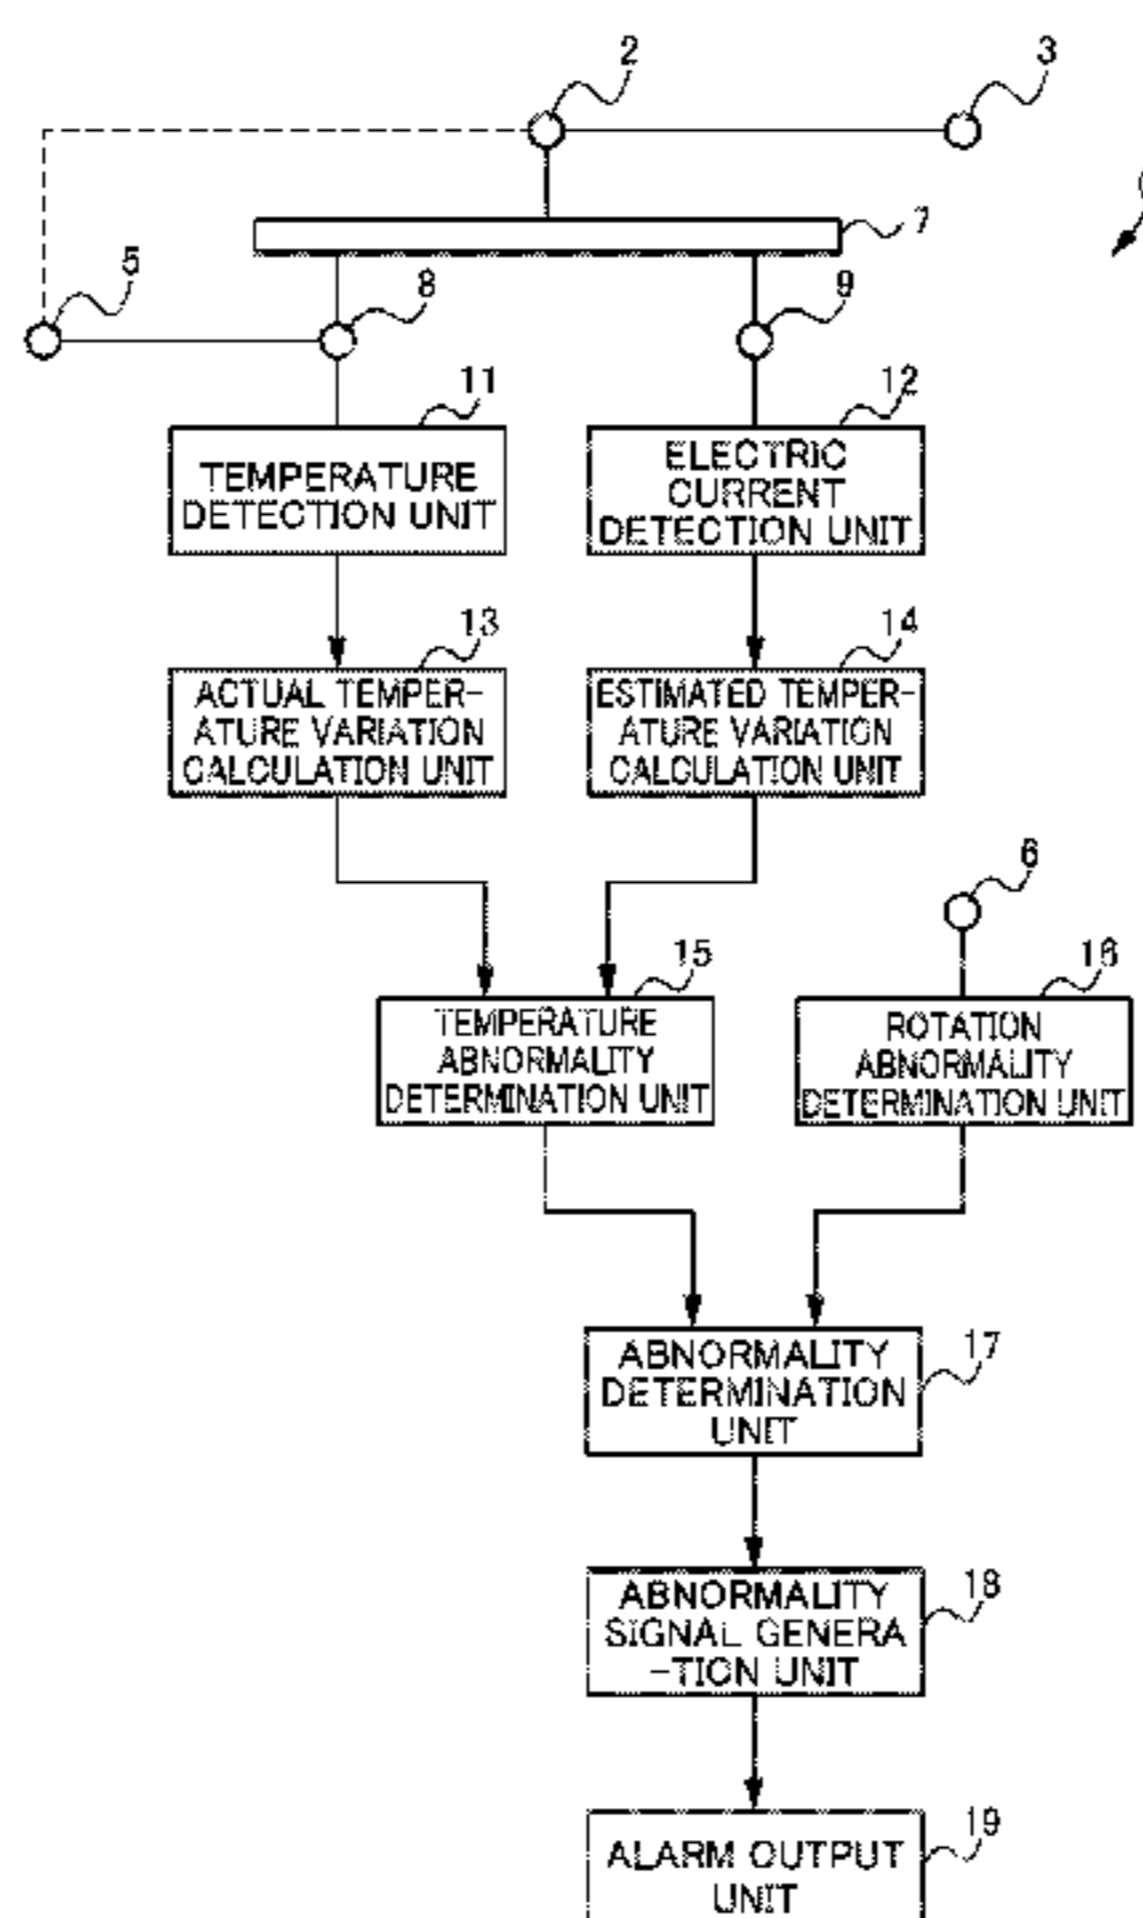 2
3
7
5
8
9
11
12
TEMPERATURE
DETECTION UNIT
ELECTRIC
CURRENT
DETECTION UNIT
13
14
ACTUAL TEMPER-
ATURE VARIATION
CALCULATION UNIT
ESTIMATED TEMPER-
ATURE VARIATION
CALCULATION UNIT
6
15
16
TEMPERATURE
ABNORMALITY
DETERMINATION UNIT
ROTATION
ABNORMALITY
DETERMINATION UNIT
17
ABNORMALITY
DETERMINATION
UNIT
18
ABNORMALITY
SIGNAL GENERA
-TION UNIT
19
ALARM OUTPUT
UNIT